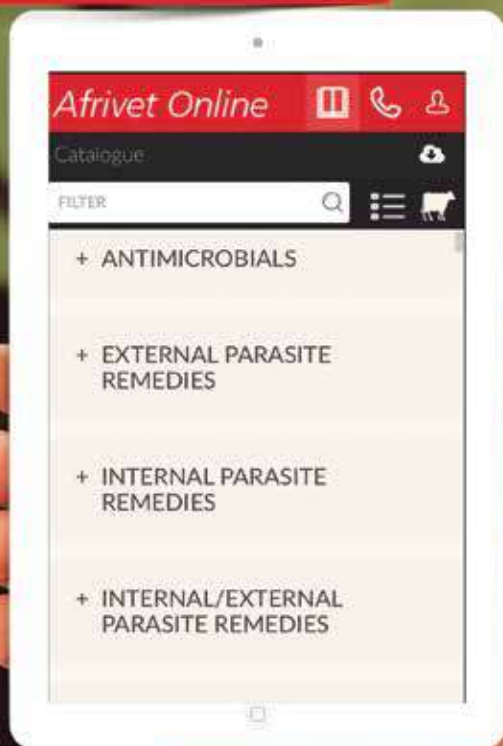 Afrivet Online
Catalogue
FILTER
+ ANTIMICROBIALS
+ EXTERNAL PARASITE
REMEDIES
+ INTERNAL PARASITE
REMEDIES
+ INTERNAL/EXTERNAL
PARASITE REMEDIES